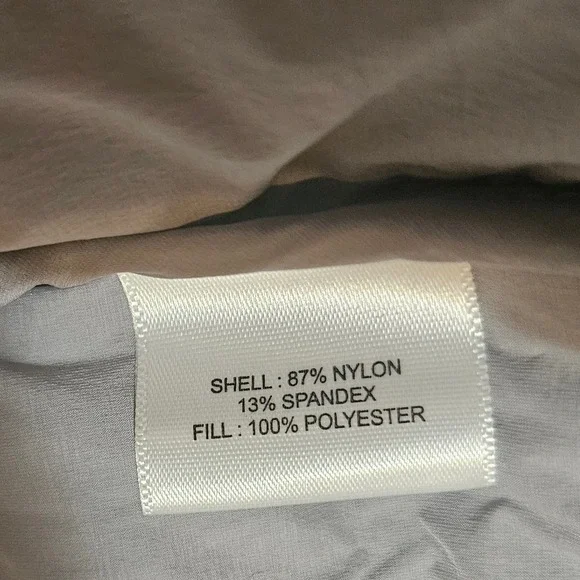 SHELL : 87% NYLON
13% SPANDEX
FILL : 100% POLYESTER